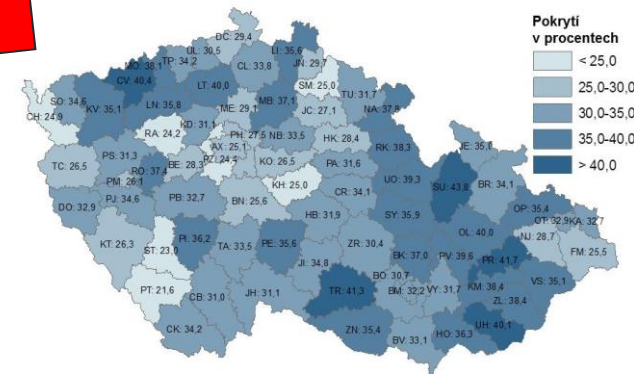 Pokrytí
v procentech
< 25,0
25,0-30,0
30,0-35,0
35,0-40,0
> 40,0
DC: 29,4
UL: 30,5
LI: 35,6
MO: 38,1
TP: 34,2
CL: 33,8
JN: 29,7
CV: 40,4
SM: 25,0
SO: 34,6
LT: 40,0
TU: 31,7
CH: 24,9
KV: 35,1
LN: 35,8
MB: 37,1
JC: 27,1
NA: 37,8
ME: 29,1
RA: 24,2
KD: 31,1
PH: 27,5
NB: 33,5
HK: 28,4
RK: 38,3
JE: 35,0
AX: 25,1
TC: 26,5
PS: 31,3
BE: 28,3
PZ: 24,5
KO: 26,5
PA: 31,6
RO: 37,4
PM: 26,1
KH: 25,0
UO: 39,3
SU: 43,8
BR: 34,1
DO: 32,9
PJ: 34,6
PB: 32,7
BN: 25,6
CR: 34,1
OP: 35,4
HB: 31,9
SY: 35,9
OT: 32,9
KA: 32,7
KT: 26,3
ST: 23,0
PI: 36,2
TA: 33,5
PE: 35,6
ZR: 30,4
OL: 40,0
NJ: 28,7
FM: 25,5
JI: 34,8
BK: 37,0
PV: 39,6
PR: 41,7
PT: 21,6
CB: 31,0
JH: 31,1
TR: 41,3
BO: 30,7
BM: 32,2
VY: 31,7
KM: 38,4
VS: 35,1
ZL: 38,4
CK: 34,2
ZN: 35,4
BV: 33,1
HO: 36,3
UH: 40,1